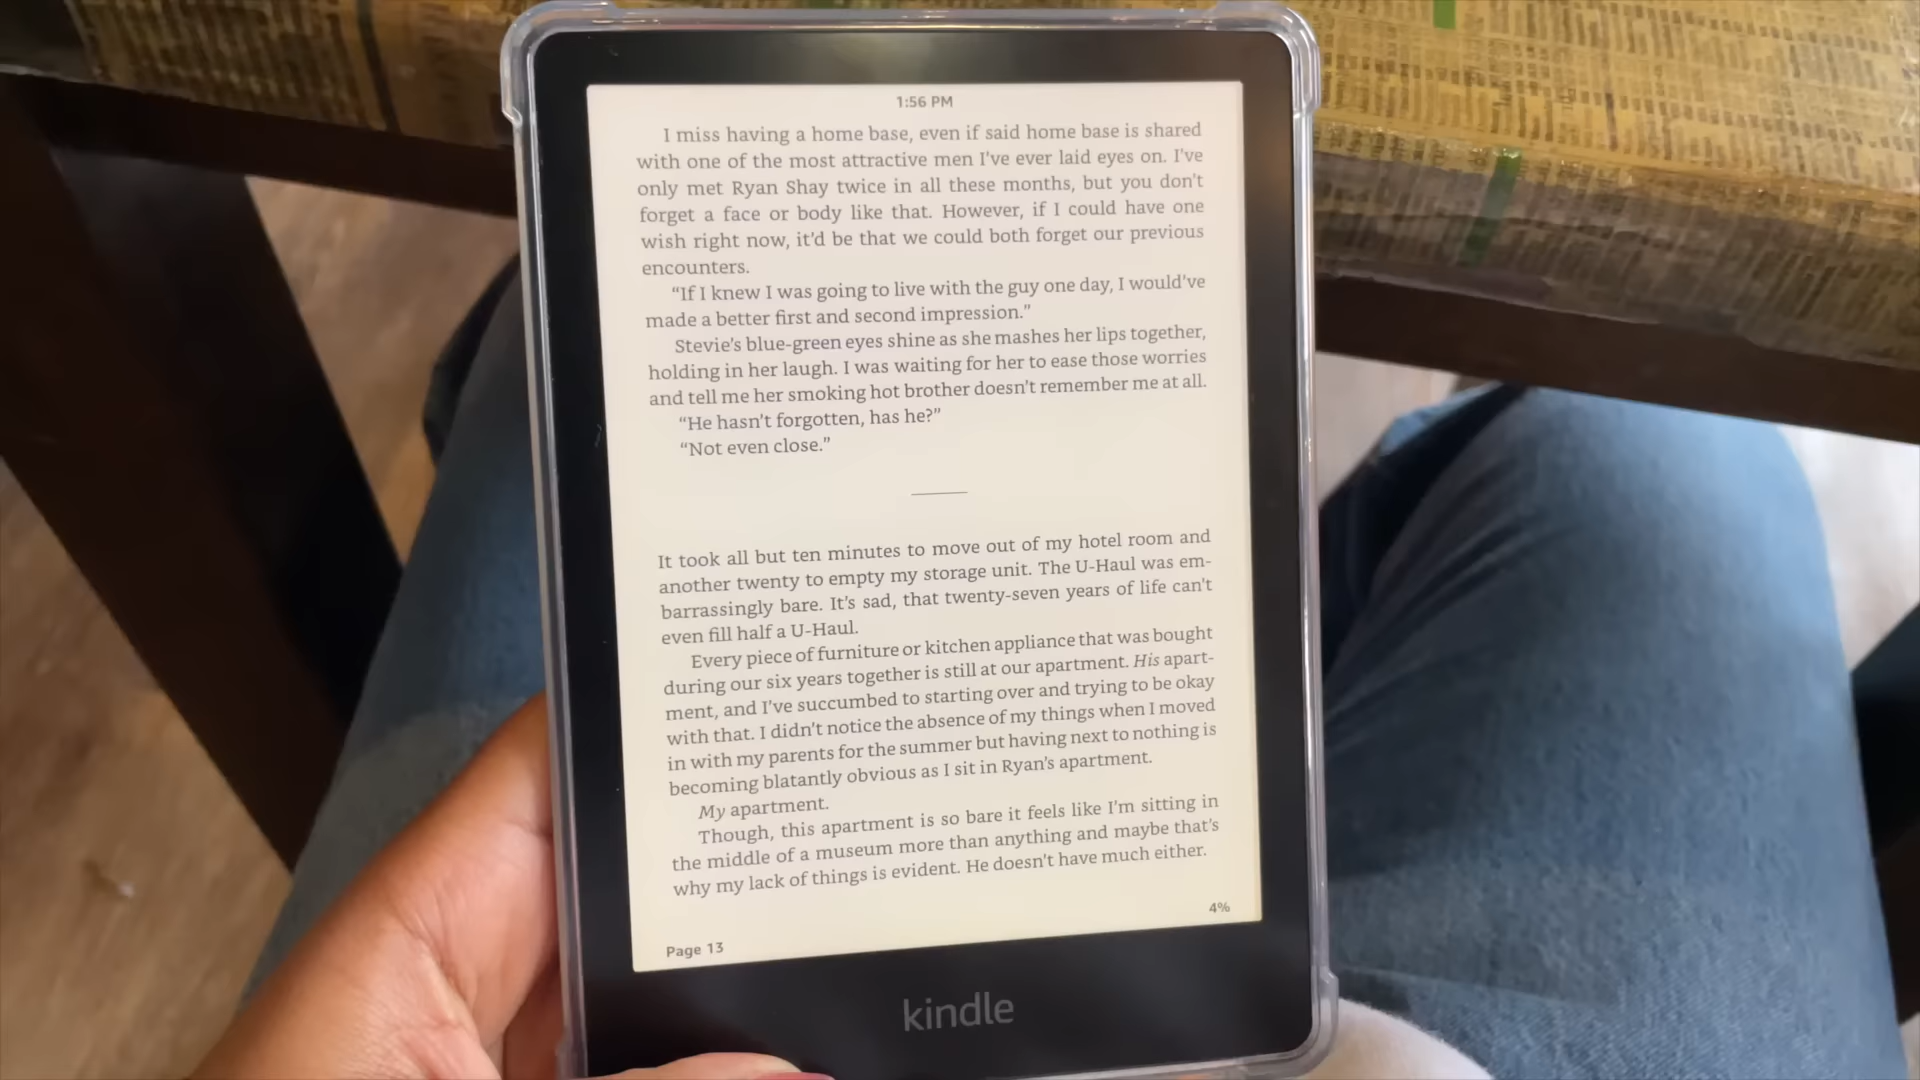 1:56 PM
I miss having a home base, even if said home base is shared
with one of the most attractive men I've ever laid eyes on. I've
only met Ryan Shay twice in all these months, but you don't
forget a face or body like that. However, if I could have one
wish right now, it'd be that we could both forget our previous
encounters.
“If I knew I was going to live with the guy one day, I would've
made a better first and second impression.”
Stevie's blue-green eyes shine as she mashes her lips together,
holding in her laugh. I was waiting for her to ease those worries
and tell me her smoking hot brother doesn't remember me at all.
“He hasn't forgotten, has he?”
“Not even close.”
It took all but ten minutes to move out of my hotel room and
another twenty to empty my storage unit. The U-Haul was em-
barrassingly bare. It's sad, that twenty-seven years of life can't
even fill half a U-Haul.
Every piece of furniture or kitchen appliance that was bought
during our six years together is still at our apartment. His apart-
ment, and I've succumbed to starting over and trying to be okay
with that. I didn't notice the absence of my things when I moved
in with my parents for the summer but having next to nothing is
becoming blatantly obvious as I sit in Ryan's apartment.
My apartment.
Though, this apartment is so bare it feels like I'm sitting in
the middle of a museum more than anything and maybe that's
why my lack of things is evident. He doesn't have much either.
4%
Page 13
kindle